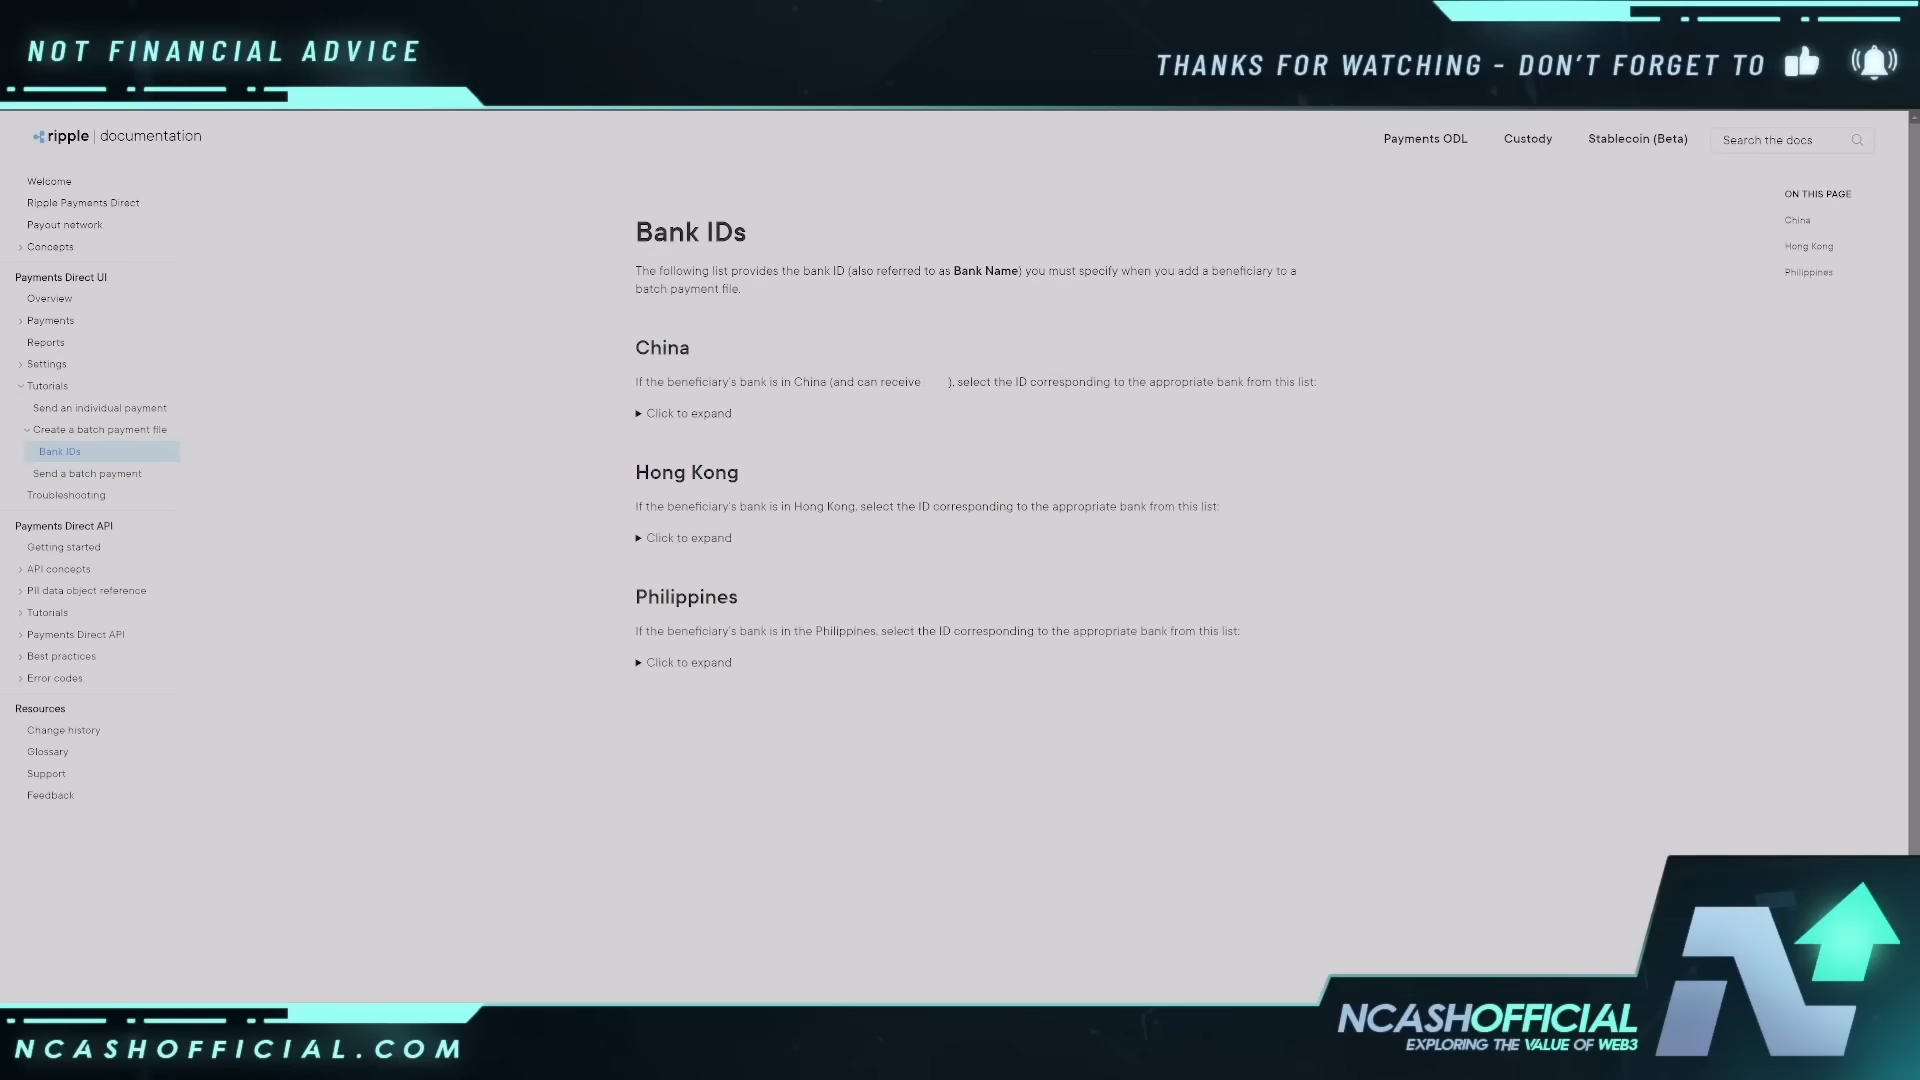 NOT FINANCIAL ADVICE
THANKS FOR WATCHING - DON'T FORGET TO
ripple | documentation
Payments ODL
Custody
Stablecoin (Beta)
Search the docs
Welcome
Ripple Payments Direct
Payout network
Concepts
Payments Direct UI
Overview
Payments
Reports
Settings
Tutorials
Send an individual payment
Create a batch payment file
Bank IDs
Send a batch payment
Troubleshooting
Payments Direct API
Getting started
API concepts
PII data object reference
Tutorials
Payments Direct API
Best practices
Error codes
Resources
Change history
Glossary
Support
Feedback
Bank IDs
The following list provides the bank ID (also referred to as Bank Name) you must specify when you add a beneficiary to a
batch payment file.
China
If the beneficiary's bank is in China (and can receive ), select the ID corresponding to the appropriate bank from this list:
Click to expand
Hong Kong
If the beneficiary's bank is in Hong Kong, select the ID corresponding to the appropriate bank from this list:
Click to expand
Philippines
If the beneficiary's bank is in the Philippines, select the ID corresponding to the appropriate bank from this list:
Click to expand
ON THIS PAGE
China
Hong Kong
Philippines
NCASHOFFICIAL.COM
NCASHOFFICIAL
EXPLORING THE VALUE OF WEB3